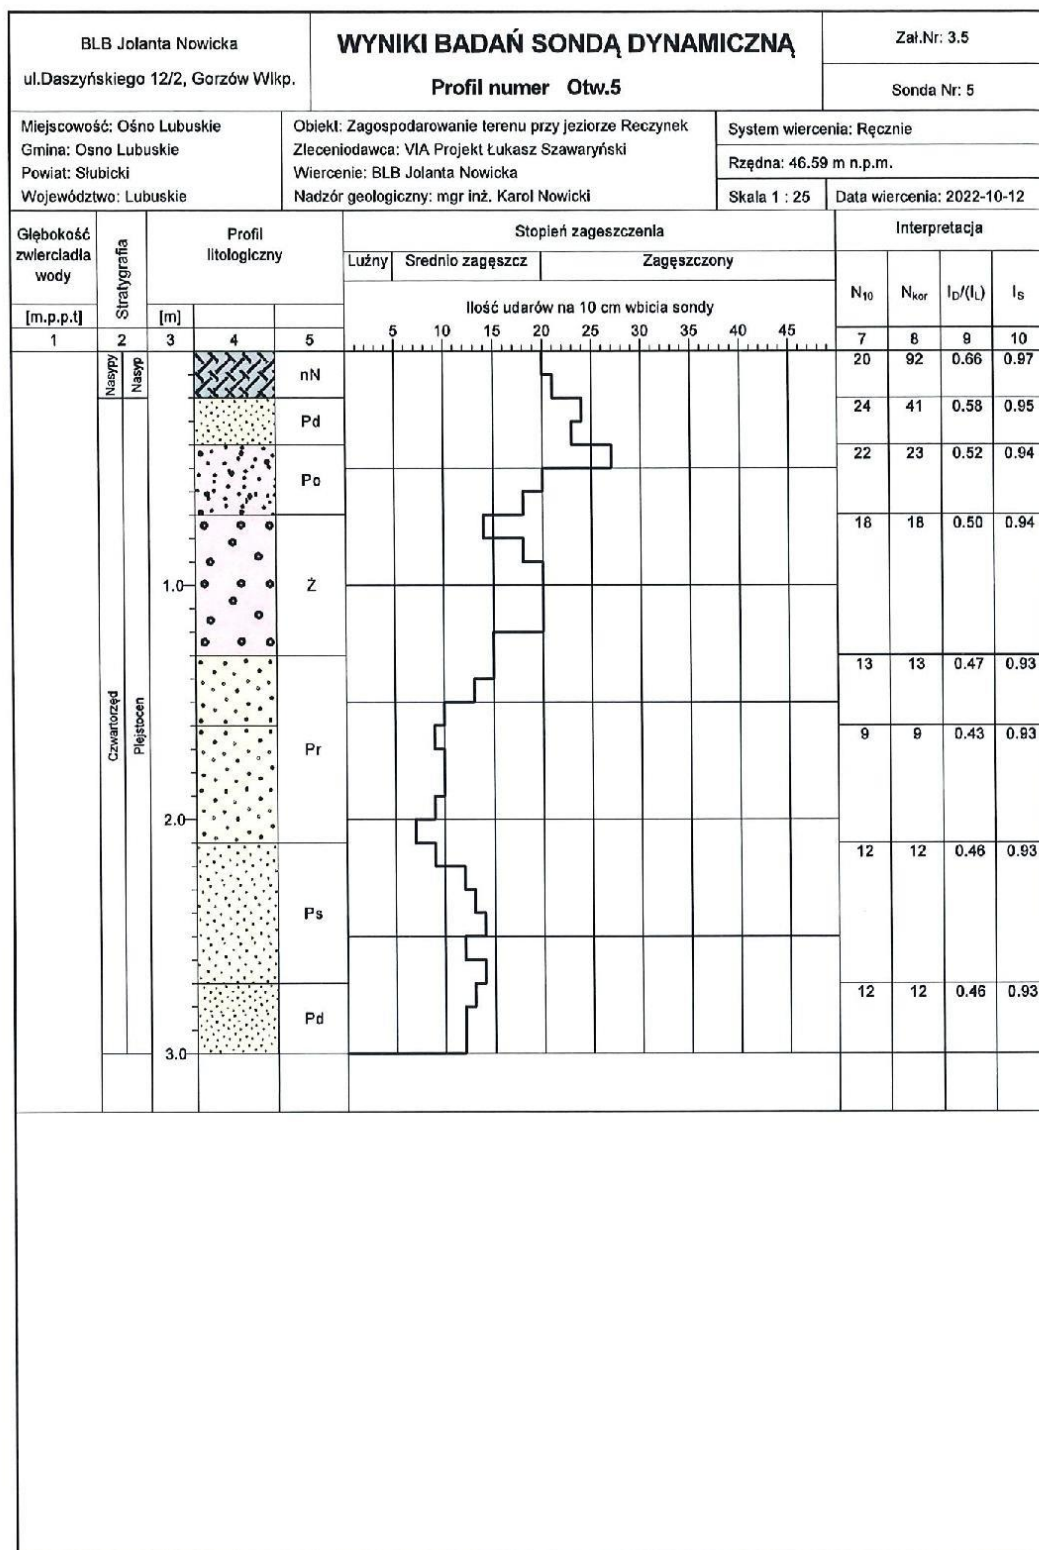 BLB Jolanta Nowicka
ul.Daszyńskiego 12/2, Gorzów Wlkp.
WYNIKI BADAŃ SONDĄ DYNAMICZNĄ
Profil numer Otw.5
Zał.Nr: 3.5
Sonda Nr: 5
Miejscowość: Ośno Lubuskie
Gmina: Osno Lubuskie
Powiat: Słubicki
Województwo: Lubuskie
Obiekt: Zagospodarowanie terenu przy jeziorze Reczynek
Zleceniodawca: VIA Projekt Łukasz Szawaryński
Wiercenie: BLB Jolanta Nowicka
Nadzór geologiczny: mgr inż. Karol Nowicki
System wiercenia: Ręcznie
Rzędna: 46.59 m n.p.m.
Skala 1 : 25
Data wiercenia: 2022-10-12
Głębokość
zwierciadła
wody
[m.p.p.t]
Stratygrafia
Profil
litologiczny
[m]
Stopień zagęszczenia
Luźny
Srednio zagęszcz
Zagęszczony
Ilość udarów na 10 cm wbicia sondy
5 10 15 20 25 30 35 40 45
Interpretacja
N10 Nkor ID/(IL) IS
1 2 3 4 5 7 8 9 10
Nasypy
Nasyp
nN
20 92 0.66 0.97
Pd
24 41 0.58 0.95
Po
22 23 0.52 0.94
18 18 0.50 0.94
1.0
Ż
13 13 0.47 0.93
Czwartorzęd
Plejstocen
Pr
9 9 0.43 0.93
2.0
12 12 0.46 0.93
Ps
12 12 0.46 0.93
Pd
3.0